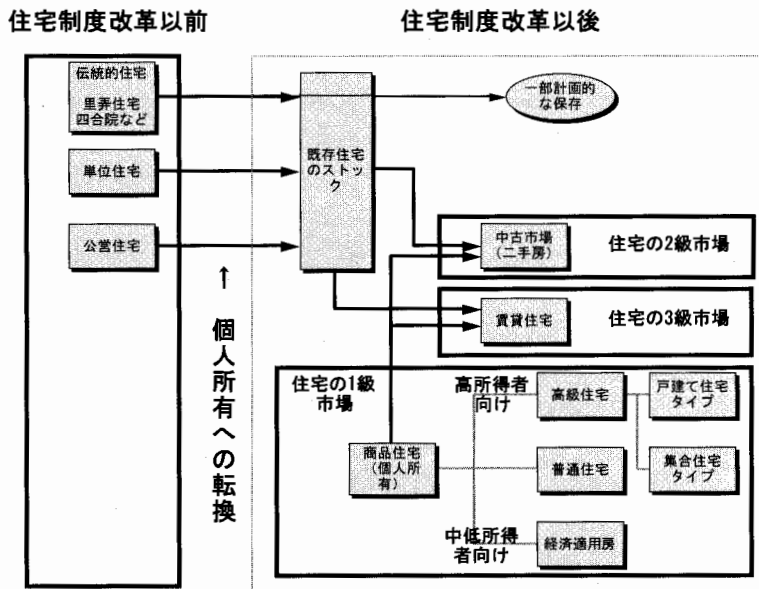 住宅制度改革以前
住宅制度改革以後
伝統的住宅
里弄住宅
四合院など
単位住宅
公営住宅
↑
個人所有への転換
既存住宅
のストッ
ク
一部計画的
な保存
中古市場
(二手房)
住宅の2級市場
賃貸住宅
住宅の3級市場
住宅の1級
市場
高所得者
向け
高級住宅
戸建て住宅
タイプ
商品住宅
(個人所
有)
普通住宅
集合住宅
タイプ
中低所得
者向け
経済適用房